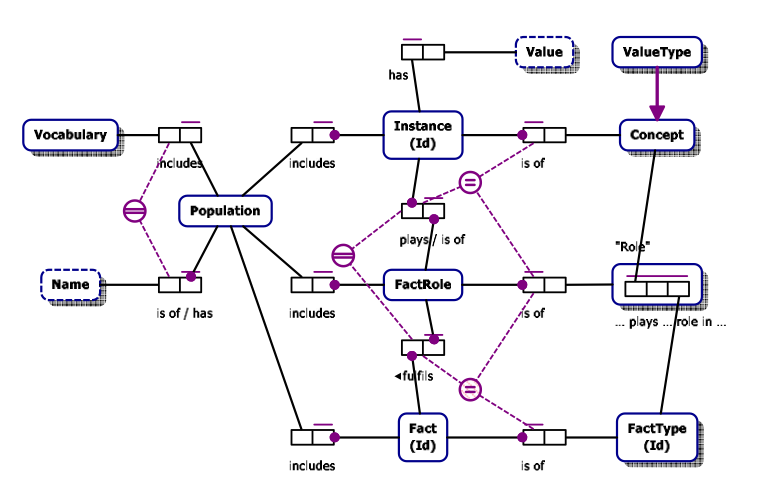 Value
ValueType
has
Vocabulary
Instance
(Id)
Concept
includes
includes
is of
Population
plays / is of
"Role"
Name
FactRole
is of / has
includes
is of
... plays ... role in ...
◄fulfils
Fact
(Id)
FactType
(Id)
includes
is of